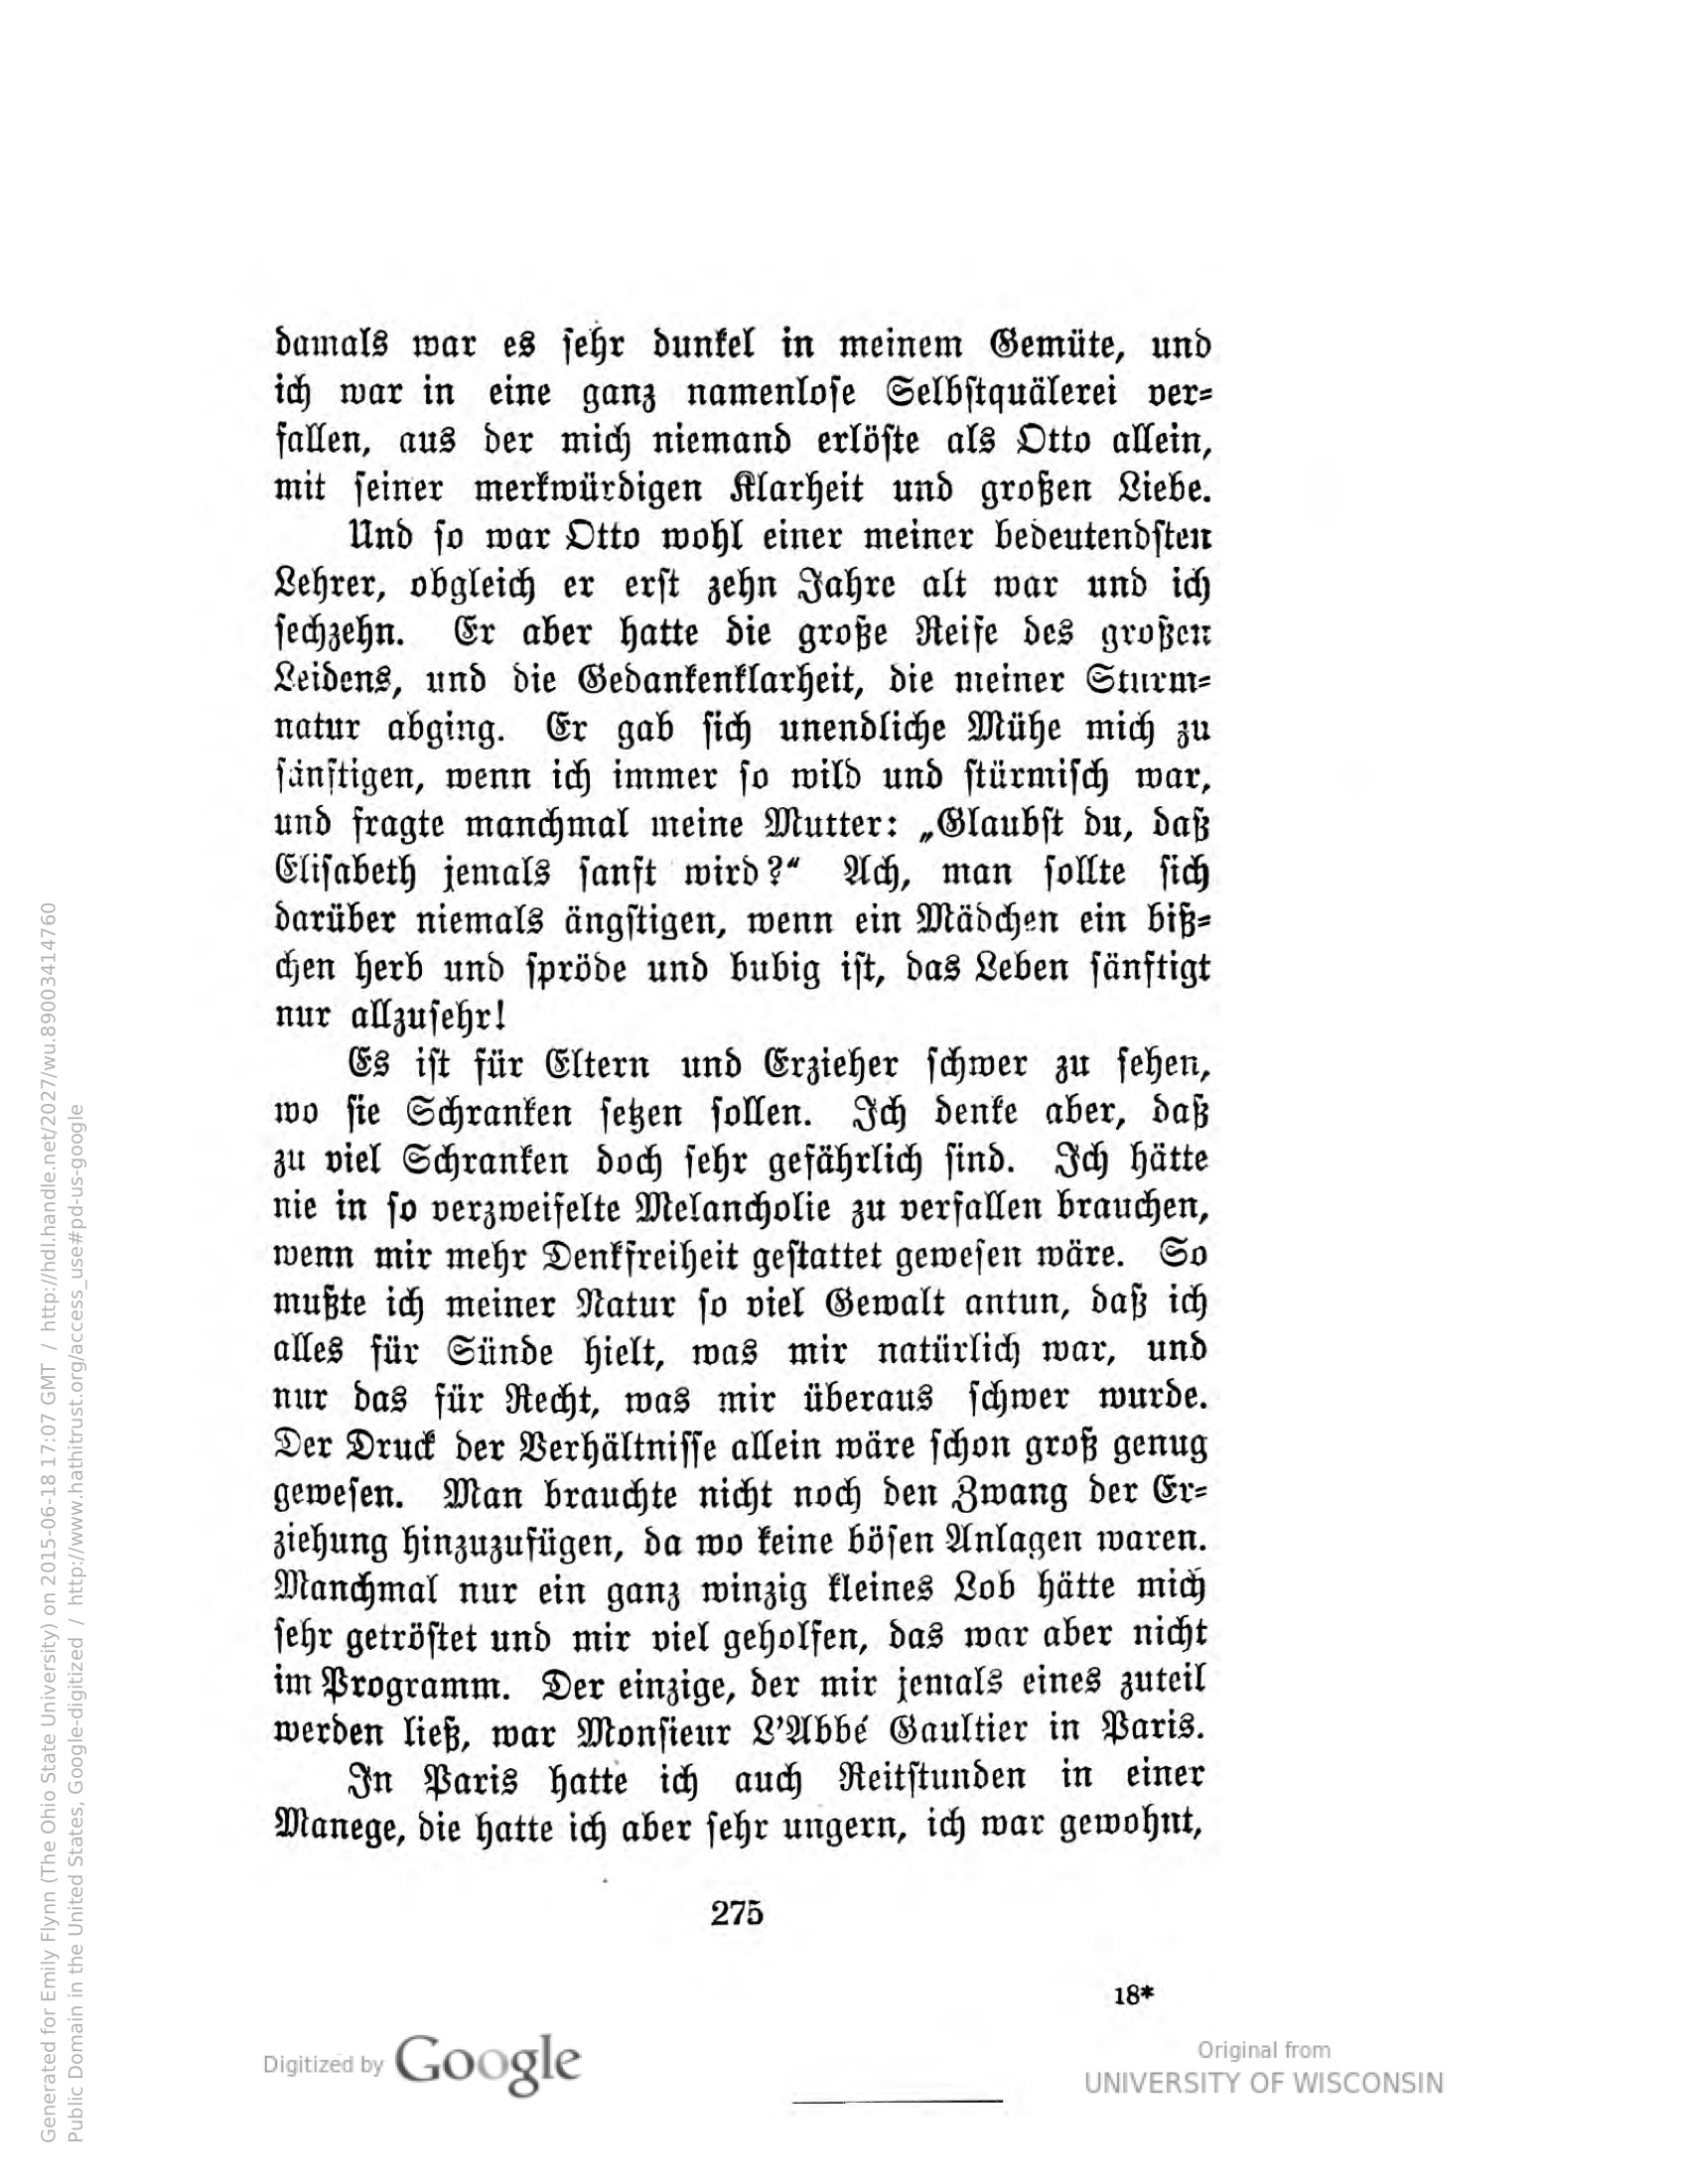 damals war es sehr dunkel in meinem Gemüte, und
ich war in eine ganz namenlose Selbstquälerei ver-
fallen, aus der mich niemand erlöste als Otto allein,
mit seiner merkwürdigen Klarheit und großen Liebe.
Und so war Otto wohl einer meiner bedeutendsten
Lehrer, obgleich er erst zehn Jahre alt war und ich
sechzehn. Er aber hatte die große Reife des großen
Leidens, und die Gedankenklarheit, die meiner Sturm-
natur abging. Er gab sich unendliche Mühe mich zu
sänftigen, wenn ich immer so wild und stürmisch war,
und fragte manchmal meine Mutter: „Glaubst du, daß
Elisabeth jemals sanft wird?“ Ach, man sollte sich
darüber niemals ängstigen, wenn ein Mädchen ein biß-
chen herb und spröde und bubig ist, das Leben sänftigt
nur allzusehr!
Es ist für Eltern und Erzieher schwer zu sehen,
wo sie Schranken setzen sollen. Ich denke aber, daß
zu viel Schranken doch sehr gefährlich sind. Ich hätte
nie in so verzweifelte Melancholie zu verfallen brauchen,
wenn mir mehr Denkfreiheit gestattet gewesen wäre. So
mußte ich meiner Natur so viel Gewalt antun, daß ich
alles für Sünde hielt, was mir natürlich war, und
nur das für Recht, was mir überaus schwer wurde.
Der Druck der Verhältnisse allein wäre schon groß genug
gewesen. Man brauchte nicht noch den Zwang der Er-
ziehung hinzuzufügen, da wo keine bösen Anlagen waren.
Manchmal nur ein ganz winzig kleines Lob hätte mich
sehr getröstet und mir viel geholfen, das war aber nicht
im Programm. Der einzige, der mir jemals eines zuteil
werden ließ, war Monsieur L'Abbé Gaultier in Paris.
In Paris hatte ich auch Reitstunden in einer
Manege, die hatte ich aber sehr ungern, ich war gewohnt,
275
18*
Digitized by Google
Original from
UNIVERSITY OF WISCONSIN
Generated for Emily Flynn (The Ohio State University) on 2015-06-18 17:07 GMT / http://hdl.handle.net/2027/wu.89003414760
Public Domain in the United States, Google-digitized / http://www.hathitrust.org/access_use#pd-us-google